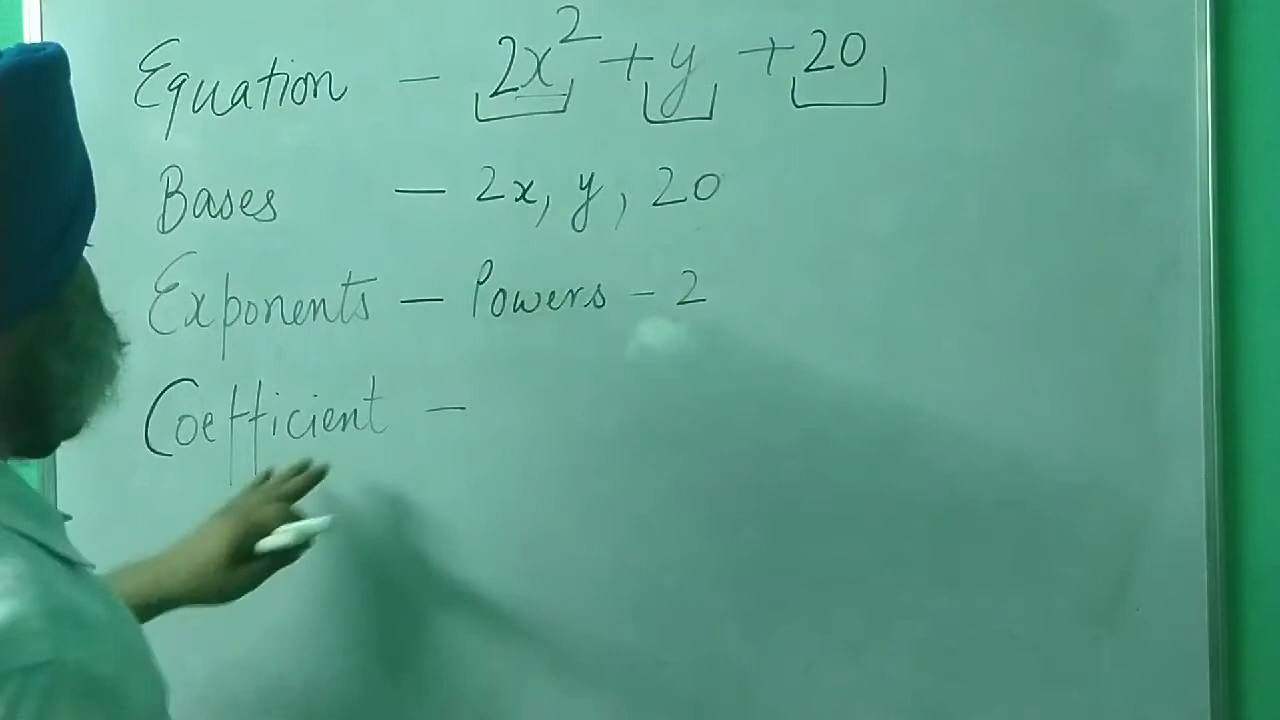 Equation - 2x² + y + 20
Bases - 2x, y, 20
Exponents - Powers - 2
Coefficient -